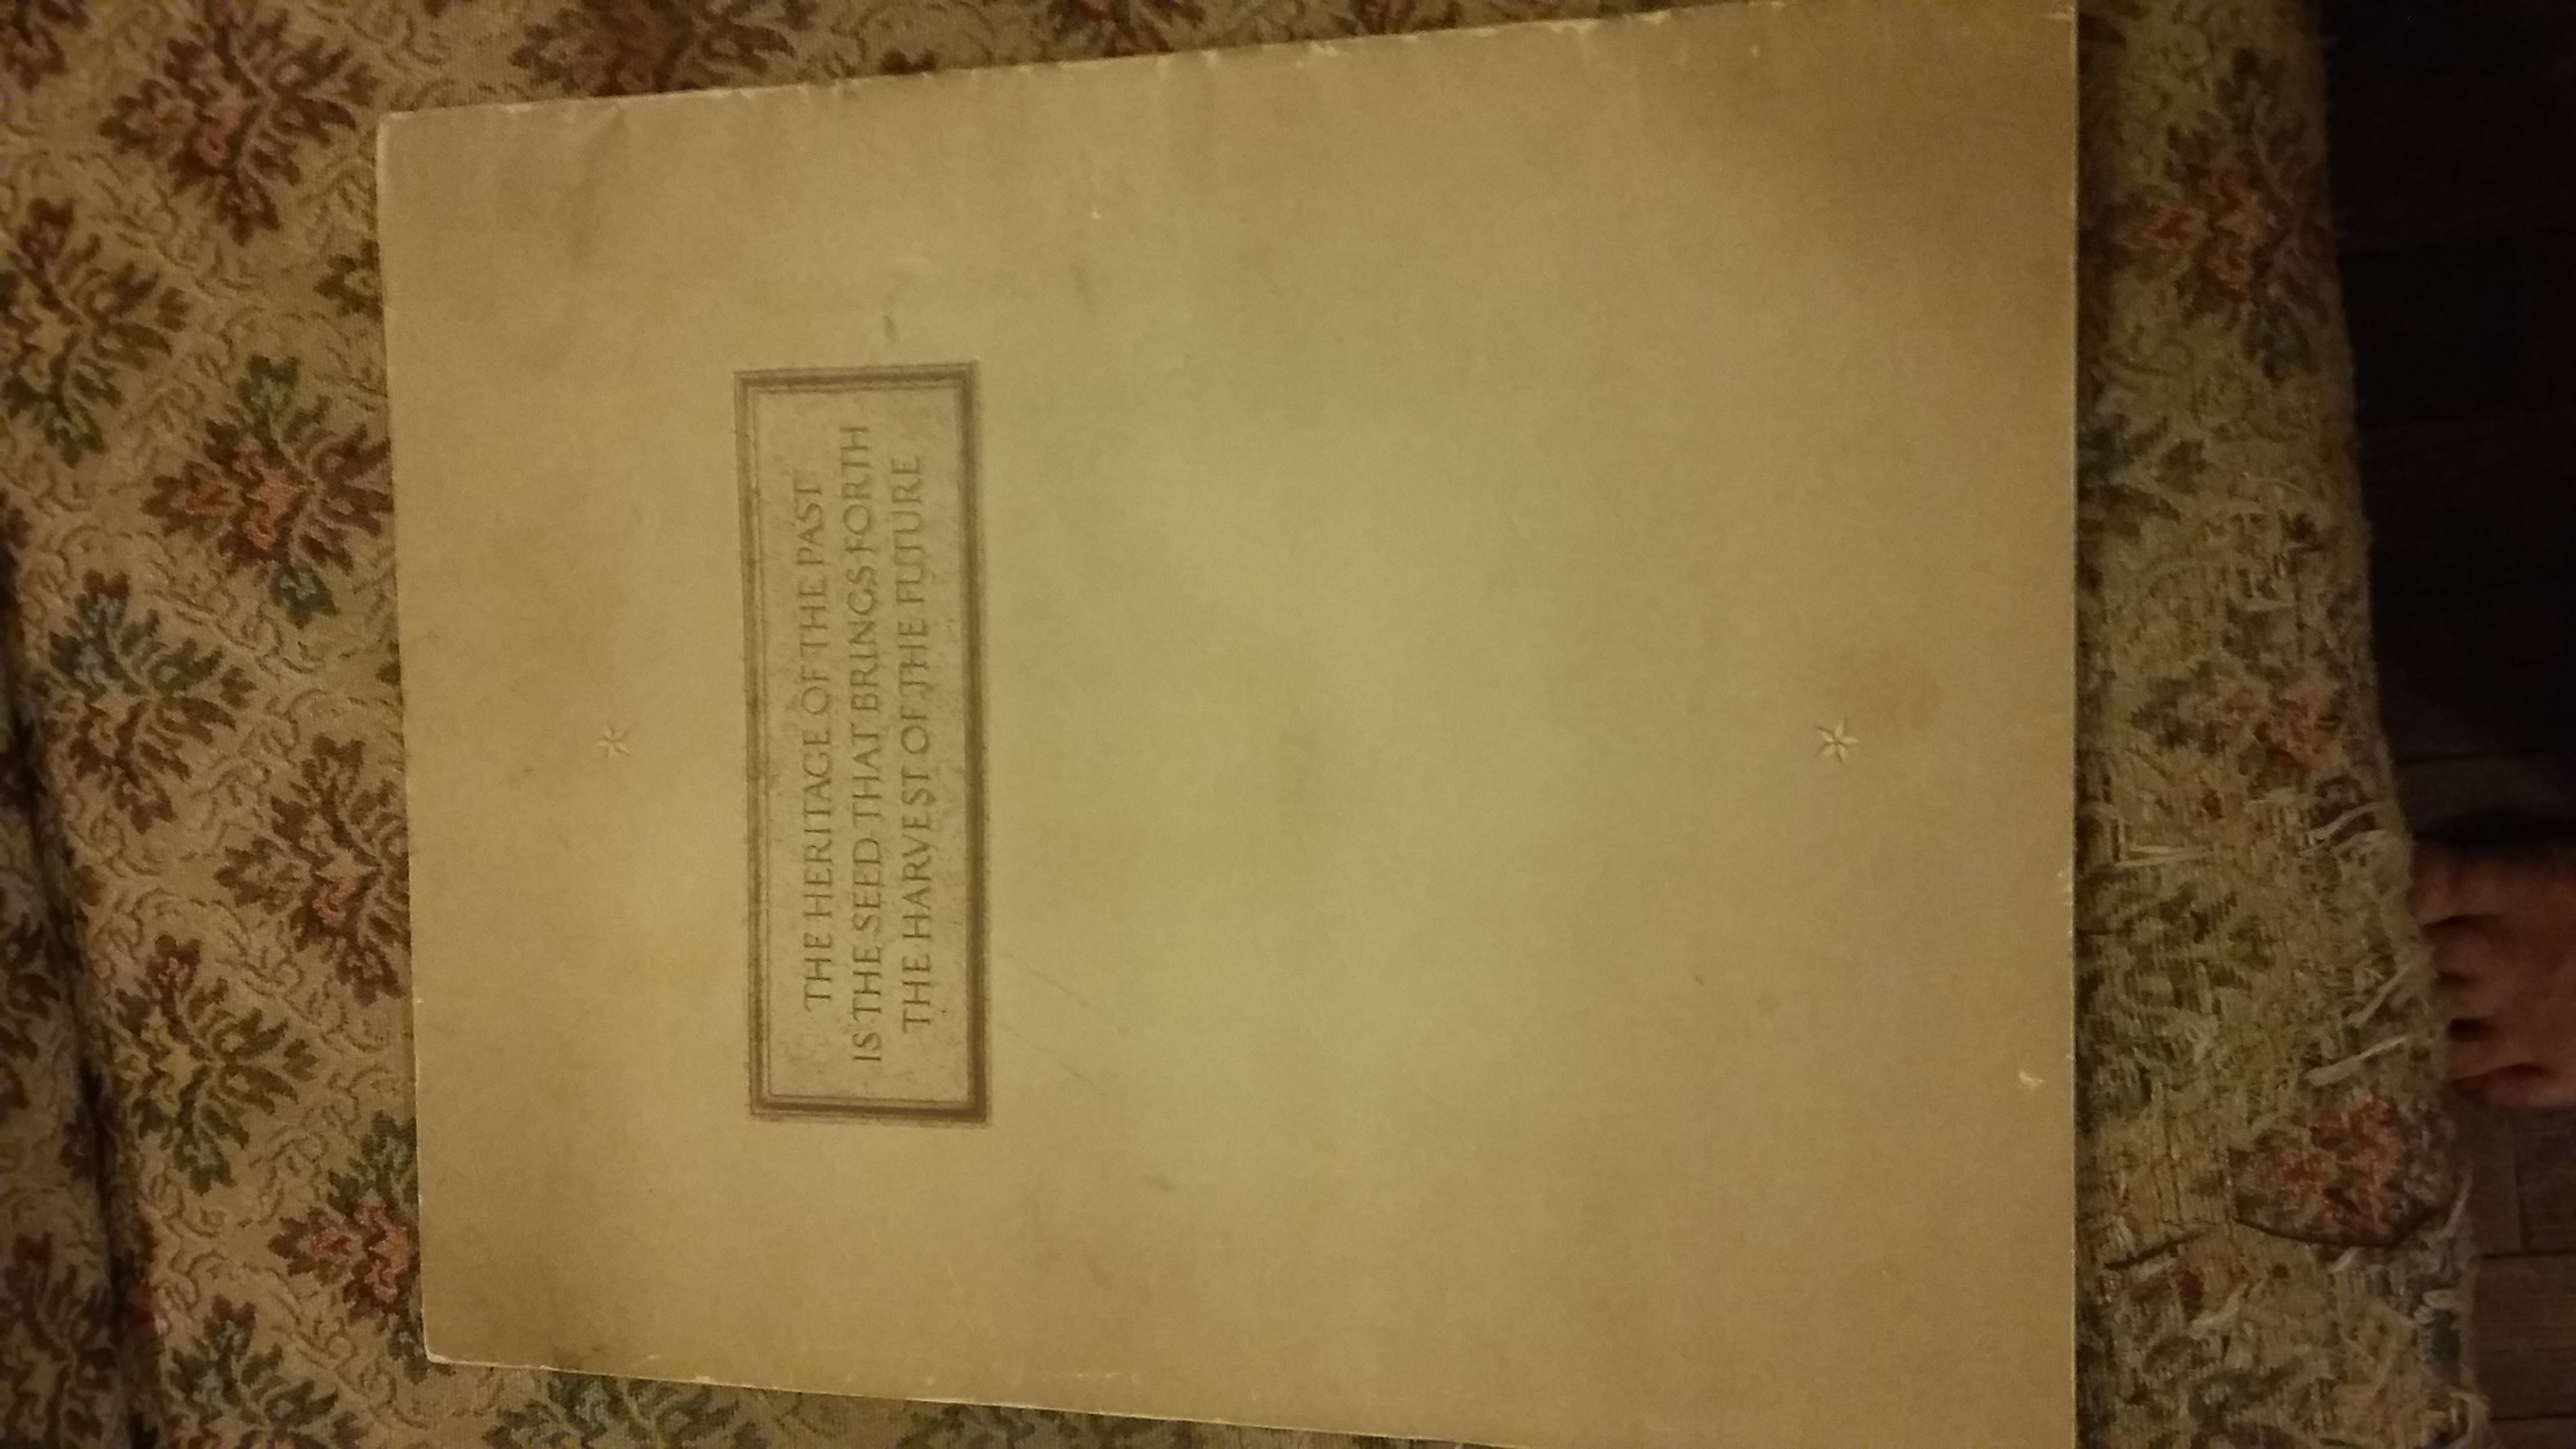 THE HERITAGE OF THE PAST
IS THE SEED THAT BRINGS FORTH
THE HARVEST OF THE FUTURE